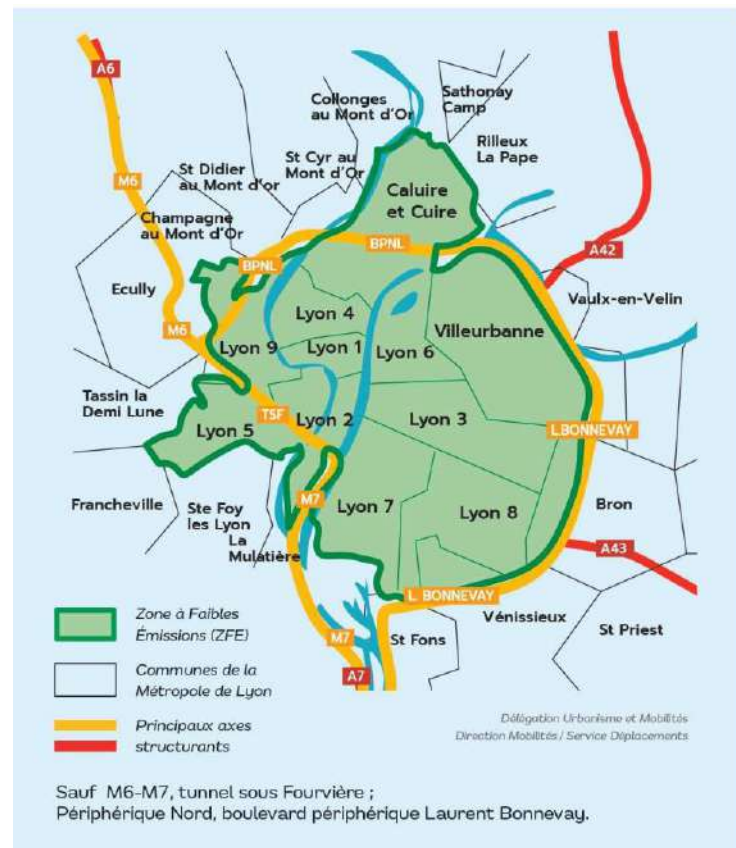 A6
Collonges
au Mont d'Or
Sathonay
Camp
Rilleux
La Pape
St Cyr au
Mont d'Or
St Didier
au Mont d'or
M6
Caluire
et Cuire
Champagne
au Mont d'Or
BPNL
BPNL
A42
Ecully
Vaulx-en-Velin
M6
Lyon 4
Villeurbanne
Lyon 9
Lyon 1
Lyon 6
Tassin la
Demi Lune
TSF
Lyon 2
Lyon 3
L.BONNEVAY
Lyon 5
Francheville
Ste Foy
les Lyon
La
Mulatière
M7
Lyon 7
Lyon 8
Bron
A43
L. BONNEVAY
Vénissieux
St Priest
M7
St Fons
A7
Zone à Faibles
Émissions (ZFE)
Communes de la
Métropole de Lyon
Principaux axes
structurants
Délégation Urbanisme et Mobilités
Direction Mobilités / Service Déplacements
Sauf M6-M7, tunnel sous Fourvière ;
Périphérique Nord, boulevard périphérique Laurent Bonnevay.